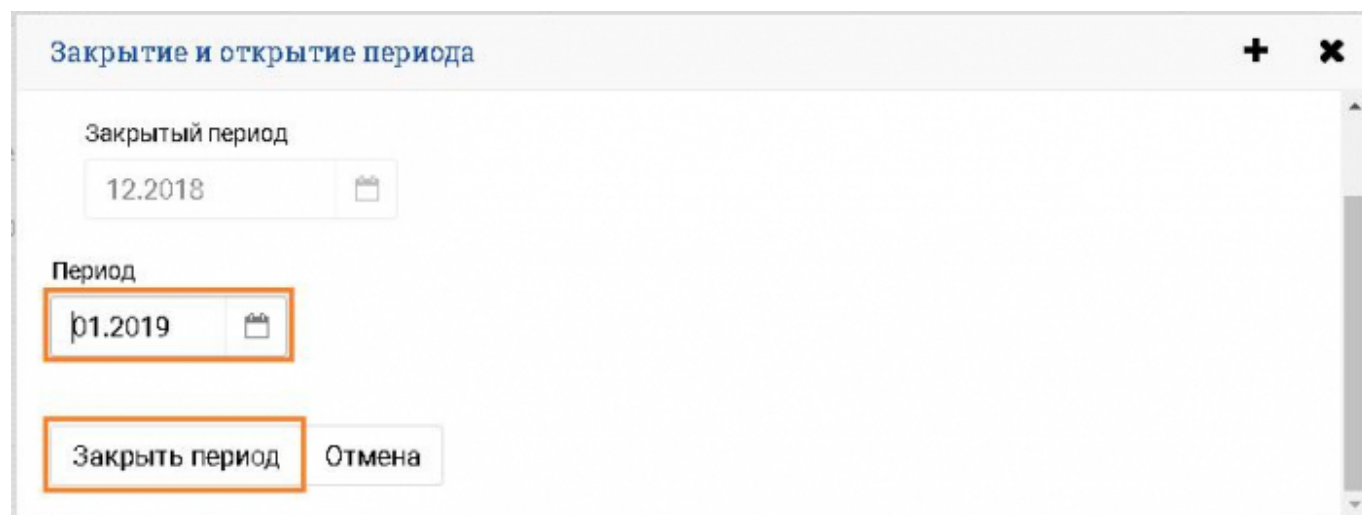 Закрытие и открытие периода
Закрытый период
12.2018
Период
01.2019
Закрыть период Отмена